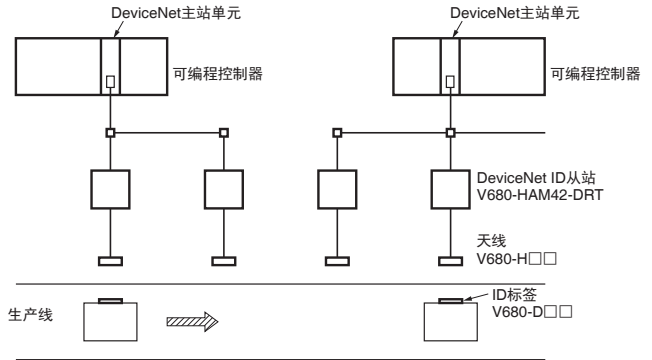 DeviceNet主站单元
DeviceNet主站单元
可编程控制器
可编程控制器
DeviceNet ID从站
V680-HAM42-DRT
天线
V680-H□□
生产线
ID标签
V680-D□□